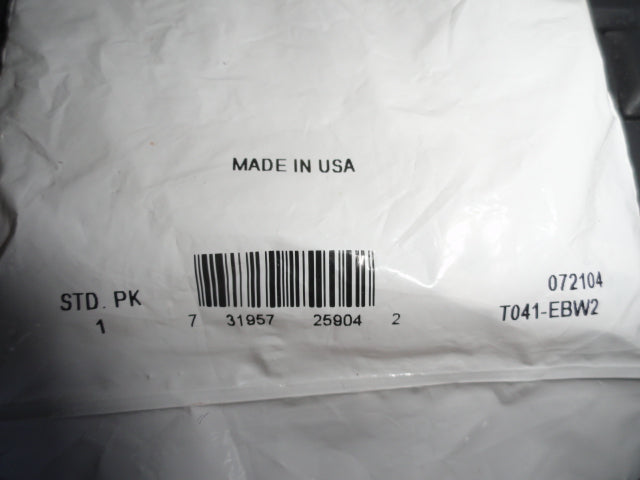 MADE IN USA
STD. PK
1
7 31957 25904 2
072104
T041-EBW2